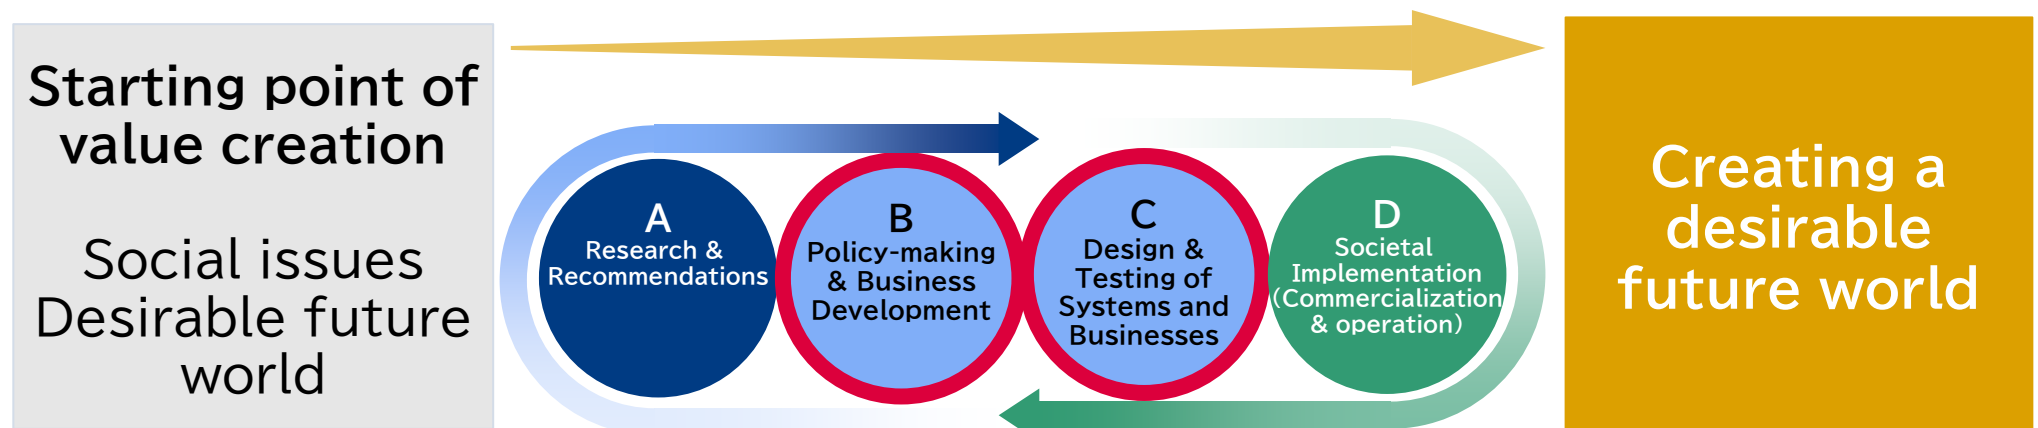 Starting point of
value creation
Social issues
Desirable future
world
A
Research &
Recommendations
B
Policy-making
& Business
Development
C
Design &
Testing of
Systems and
Businesses
D
Societal
Implementation
(Commercialization
& operation)
Creating a
desirable
future world